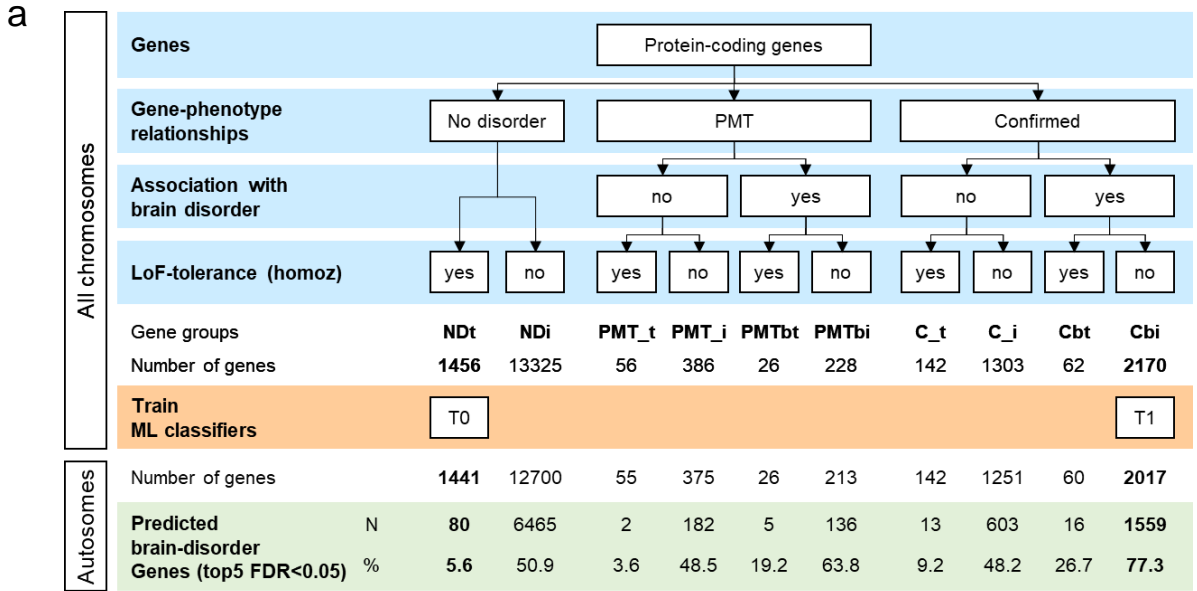 a
All chromosomes
Genes
Protein-coding genes
Gene-phenotype
relationships
No disorder
PMT
Confirmed
Association with
brain disorder
no
yes
no
yes
LoF-tolerance (homoz)
yes
no
yes
no
yes
no
yes
no
yes
no
Gene groups NDt NDi PMT_t PMT_i PMTbt PMTbi C_t C_i Cbt Cbi
Number of genes 1456 13325 56 386 26 228 142 1303 62 2170
Train
ML classifiers
T0
T1
Autosomes
Number of genes 1441 12700 55 375 26 213 142 1251 60 2017
Predicted N 80 6465 2 182 5 136 13 603 16 1559
brain-disorder
Genes (top5 FDR<0.05) % 5.6 50.9 3.6 48.5 19.2 63.8 9.2 48.2 26.7 77.3